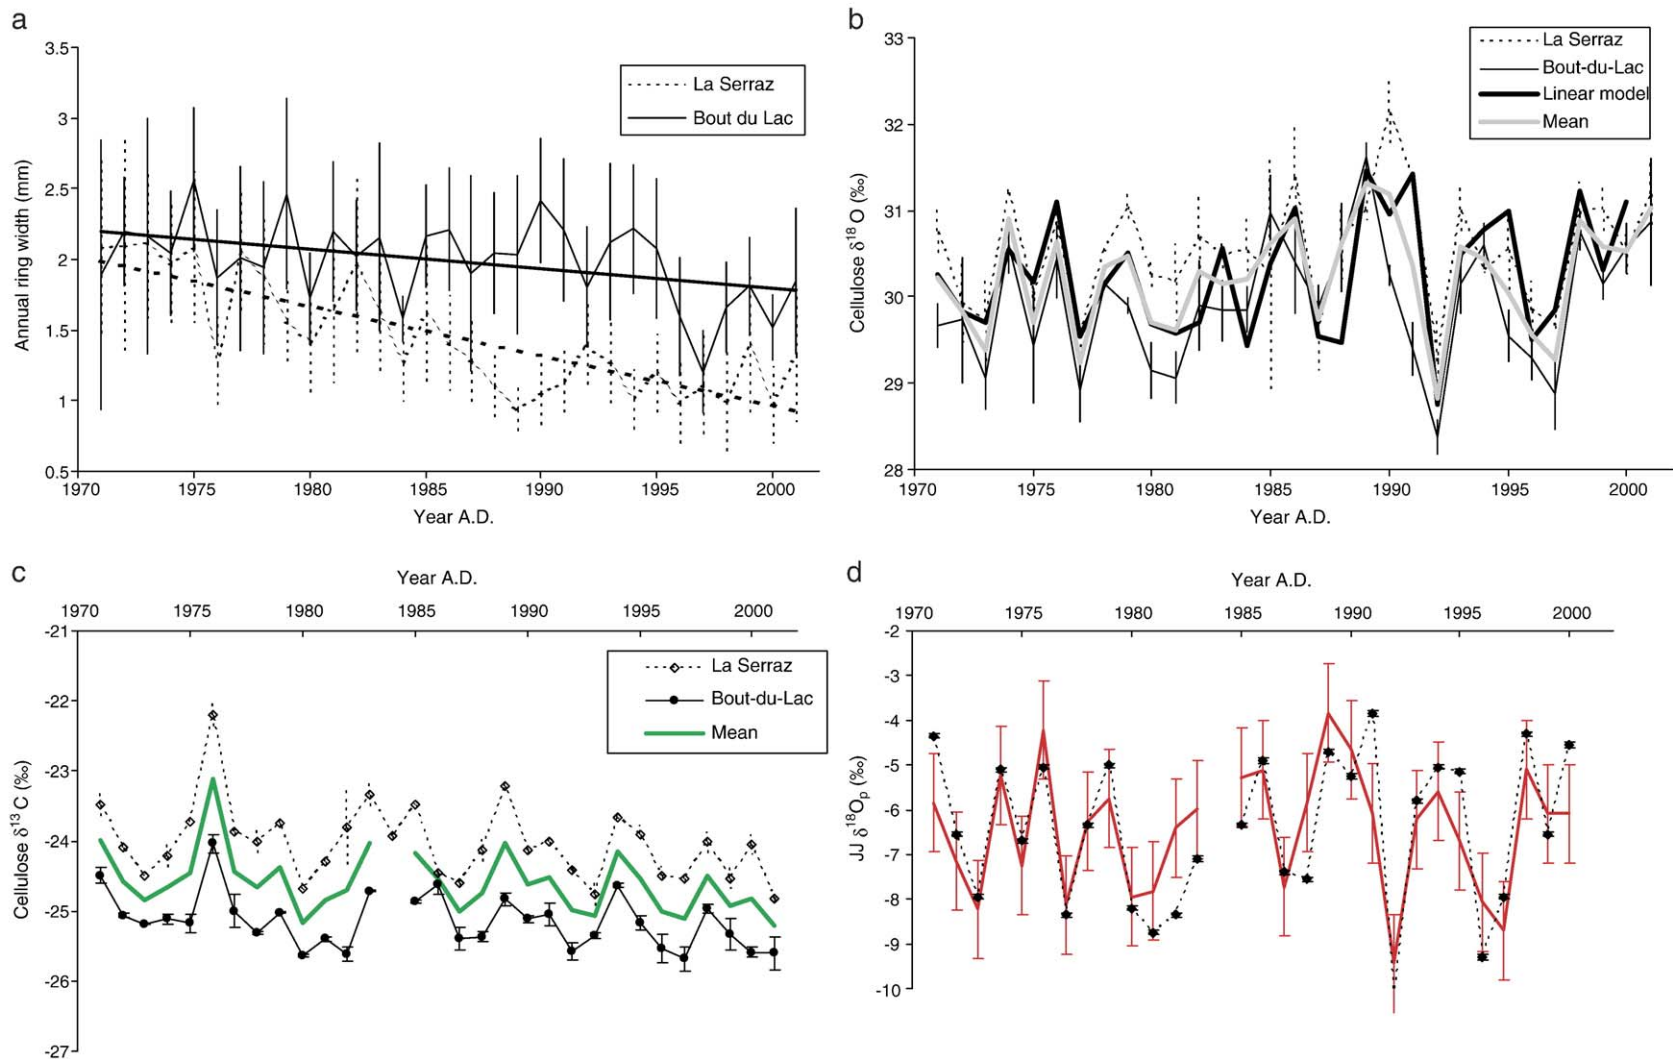 a
3.5
3
2.5
2
1.5
1
0.5
Annual ring width (mm)
La Serraz
Bout du Lac
1970 1975 1980 1985 1990 1995 2000
Year A.D.
b
33
32
31
30
29
28
Cellulose δ18 O (‰)
La Serraz
Bout-du-Lac
Linear model
Mean
1970 1975 1980 1985 1990 1995 2000
Year A.D.
c
Year A.D.
1970 1975 1980 1985 1990 1995 2000
-21
-22
-23
-24
-25
-26
-27
Cellulose δ13 C (‰)
La Serraz
Bout-du-Lac
Mean
d
Year A.D.
1970 1975 1980 1985 1990 1995 2000
-2
-3
-4
-5
-6
-7
-8
-9
-10
JJ δ18Op (‰)